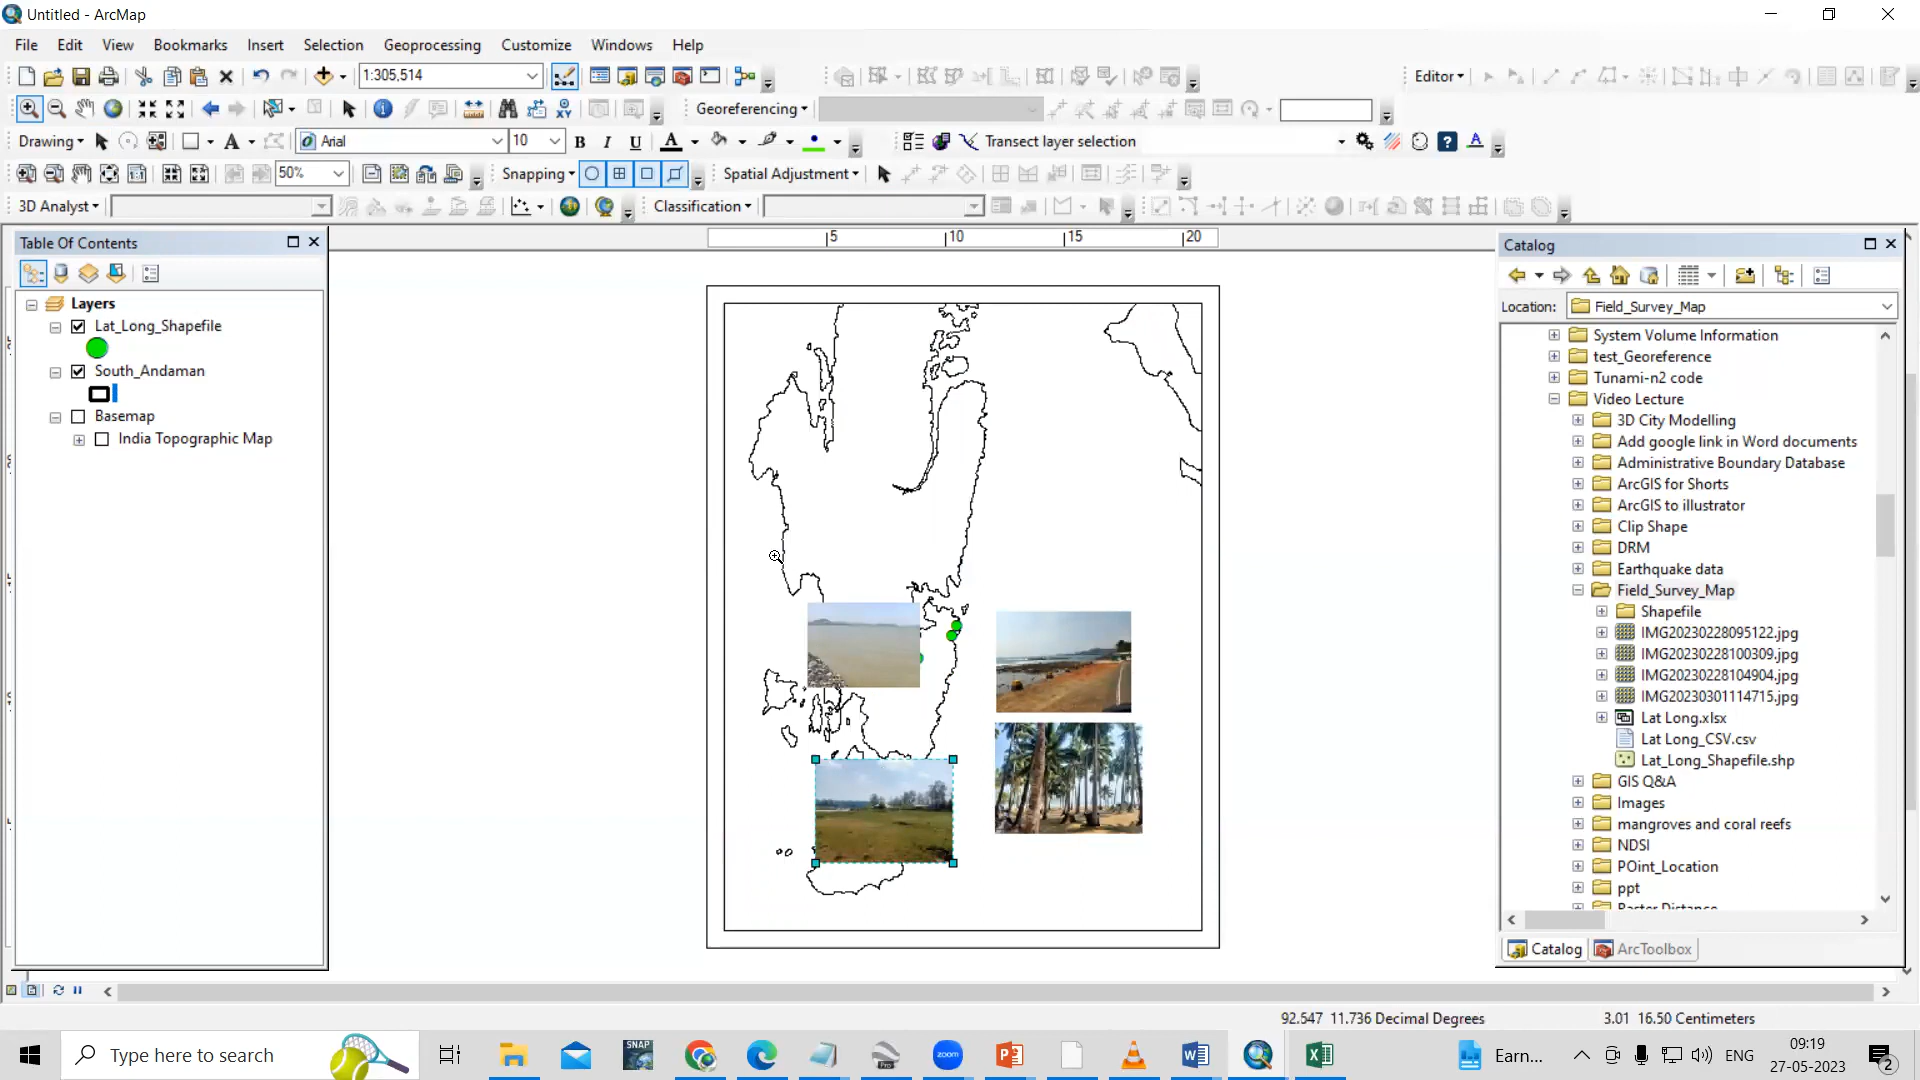 Untitled - ArcMap
File Edit View Bookmarks Insert Selection Geoprocessing Customize Windows Help
1:305,514
Editor
Georeferencing
Drawing
Arial
10
B I U A
Transect layer selection
50%
Snapping
Spatial Adjustment
3D Analyst
Classification
Table Of Contents
Layers
Lat_Long_Shapefile
South_Andaman
Basemap
India Topographic Map
5 10 15 20
Catalog
Location: Field_Survey_Map
System Volume Information
test_Georeference
Tunami-n2 code
Video Lecture
3D City Modelling
Add google link in Word documents
Administrative Boundary Database
ArcGIS for Shorts
ArcGIS to illustrator
Clip Shape
DRM
Earthquake data
Field_Survey_Map
Shapefile
IMG20230228095122.jpg
IMG20230228100309.jpg
IMG20230228104904.jpg
IMG20230301114715.jpg
Lat Long.xlsx
Lat Long_CSV.csv
Lat_Long_Shapefile.shp
GIS Q&A
Images
mangroves and coral reefs
NDSI
POint_Location
ppt
Raster Distance
Catalog ArcToolbox
92.547 11.736 Decimal Degrees
3.01 16.50 Centimeters
Type here to search
SNAP
Pro
zoom
Earn...
ENG
09:19
27-05-2023
2